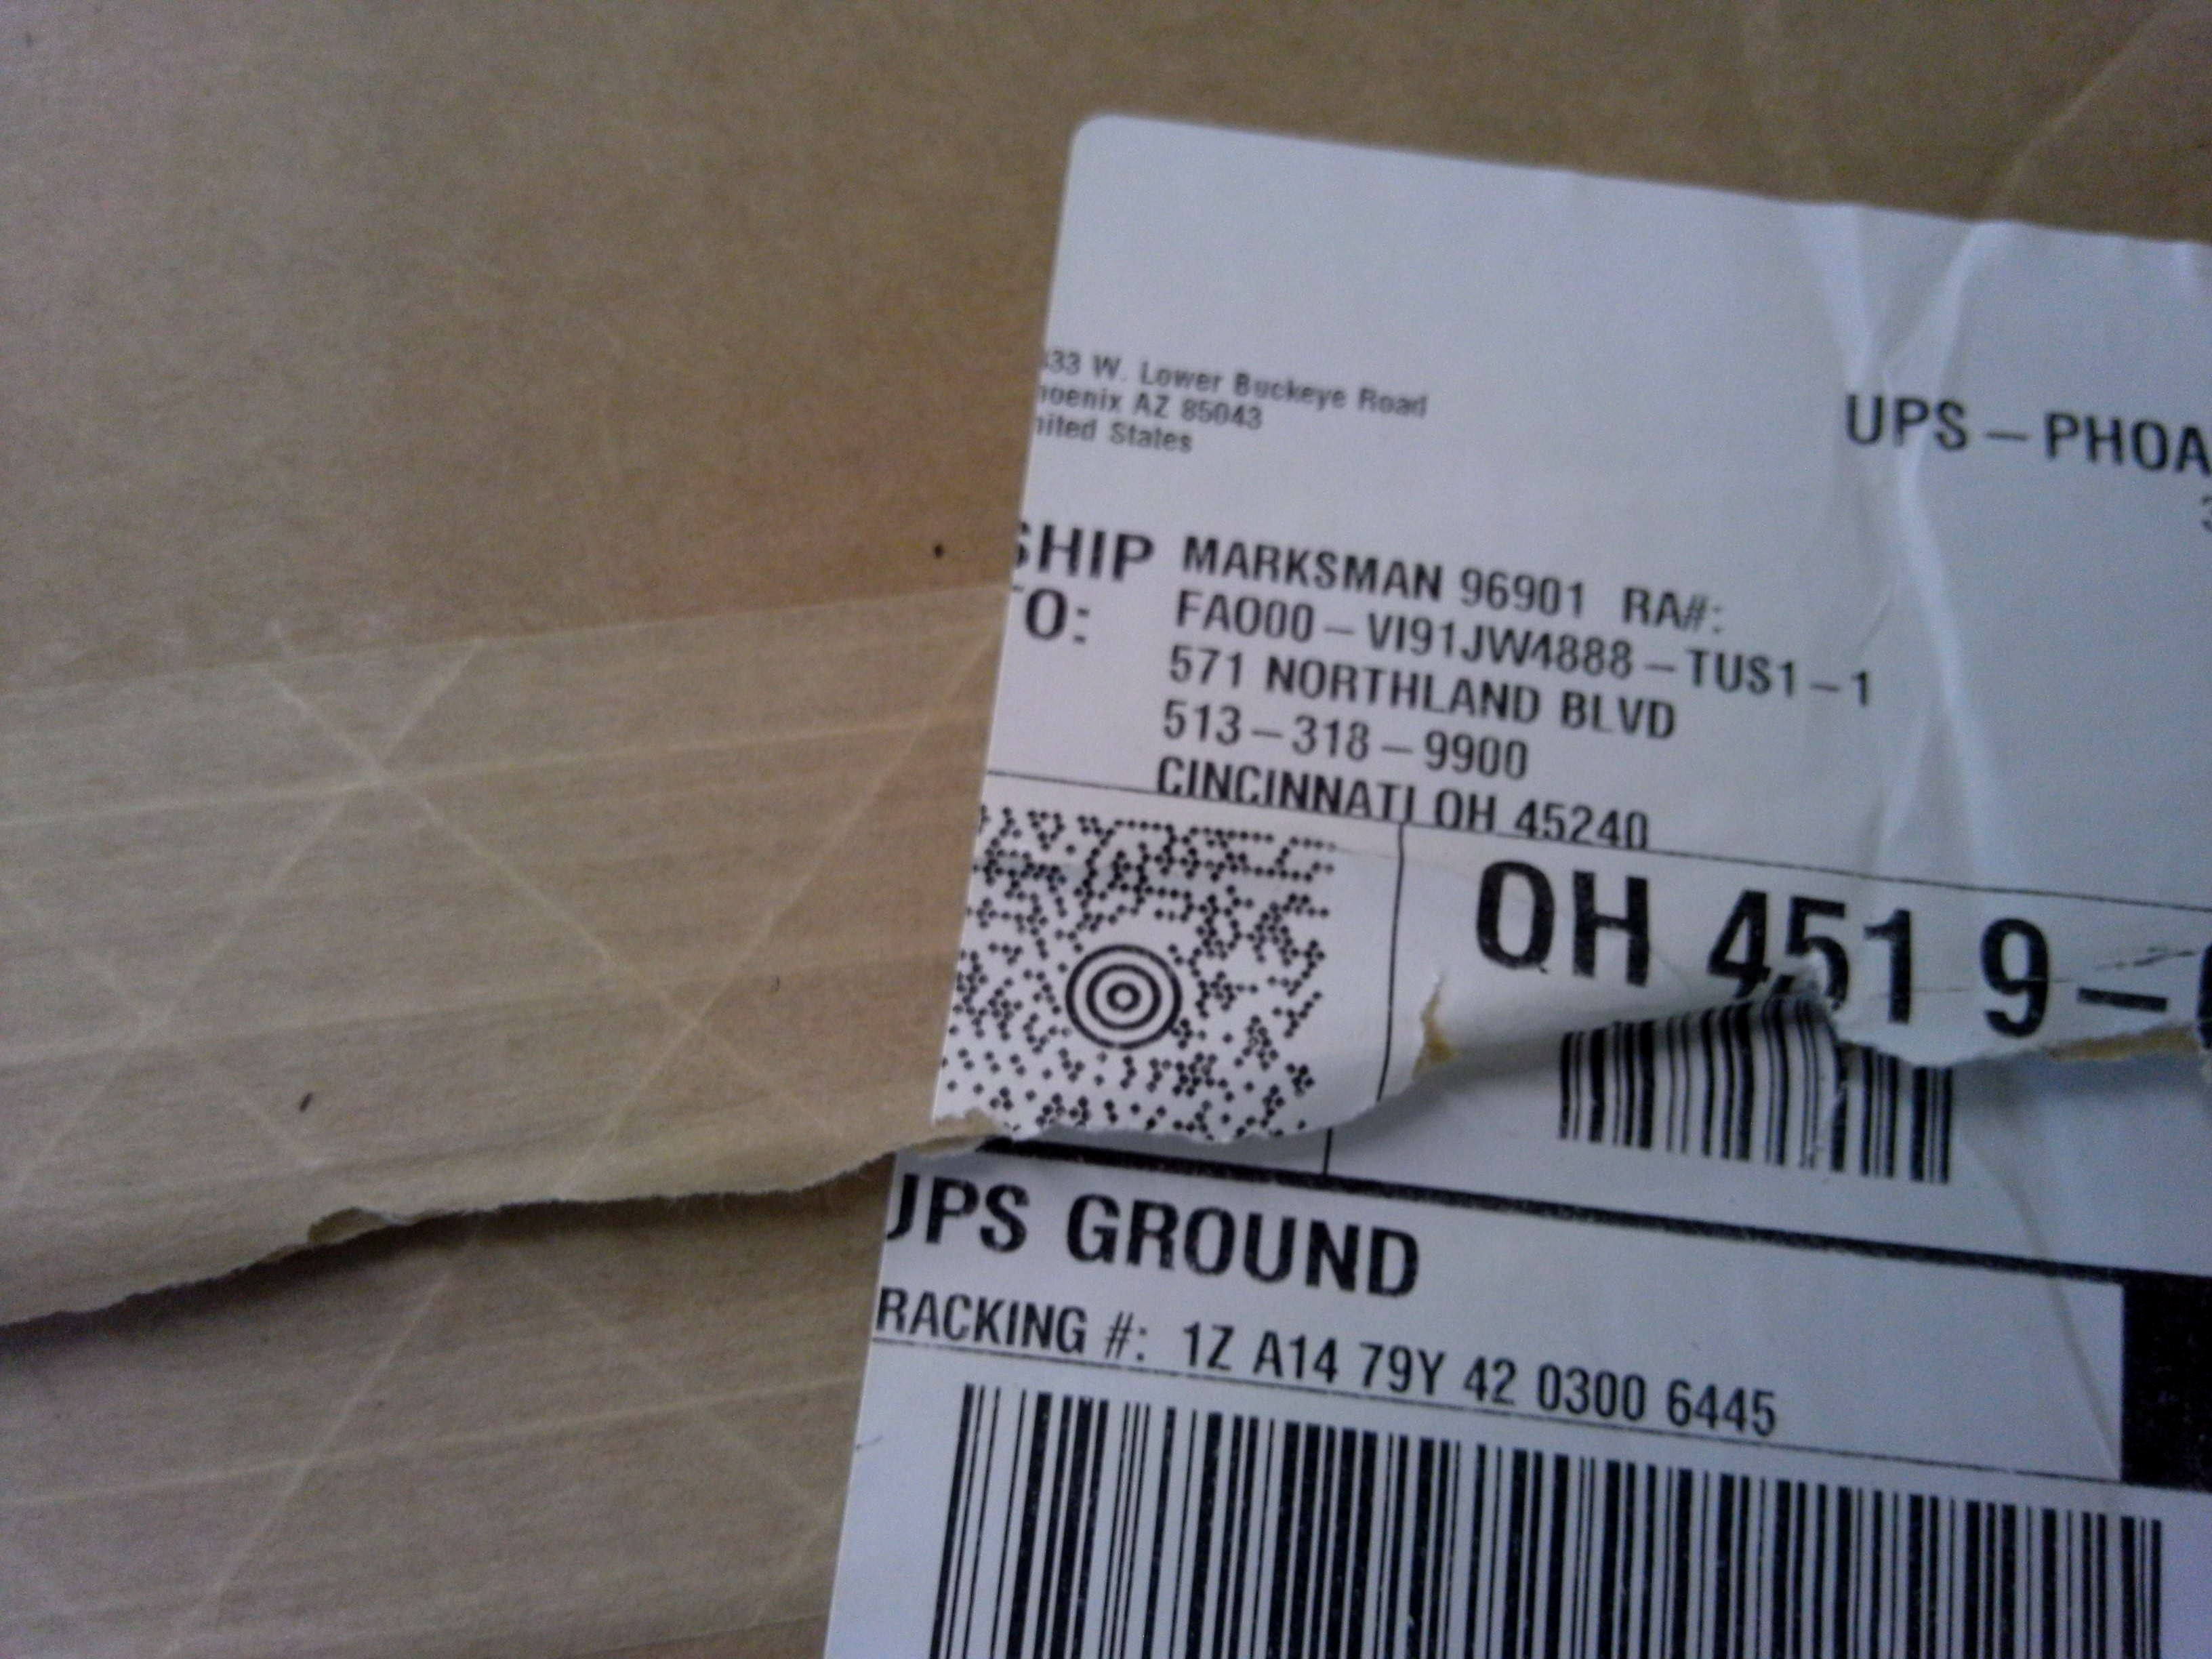 33 W. Lower Buckeye Road
hoenix AZ 85043
nited States
UPS - PHOA
SHIP TO:
MARKSMAN 96901 RA#:
FA000 - VI91JW4888 - TUS1 - 1
571 NORTHLAND BLVD
513-318-9900
CINCINNATI OH 45240
OH 451 9 -
UPS GROUND
RACKING #: 1Z A14 79Y 42 0300 6445